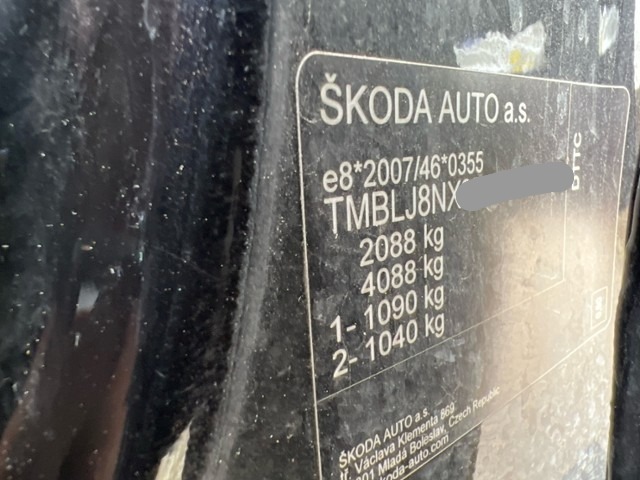 ŠKODA AUTO a.s.
e8*2007/46*0355
TMBLJ8NX
2088 kg
4088 kg
1- 1090 kg
2- 1040 kg
DTTC
ŠKODA AUTO a.s.
tř. Václava Klementa 869
Mladá Boleslav, Czech Republic